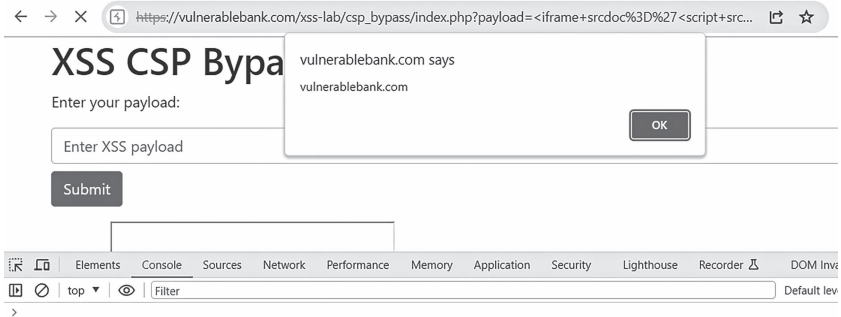 https://vulnerablebank.com/xss-lab/csp_bypass/index.php?payload=<iframe+srcdoc%3D%27<script+src...
XSS CSP Bypa
vulnerablebank.com says
vulnerablebank.com
OK
Enter your payload:
Enter XSS payload
Submit
Elements Console Sources Network Performance Memory Application Security Lighthouse Recorder DOM Inva
top ▼ Filter Default lev
>